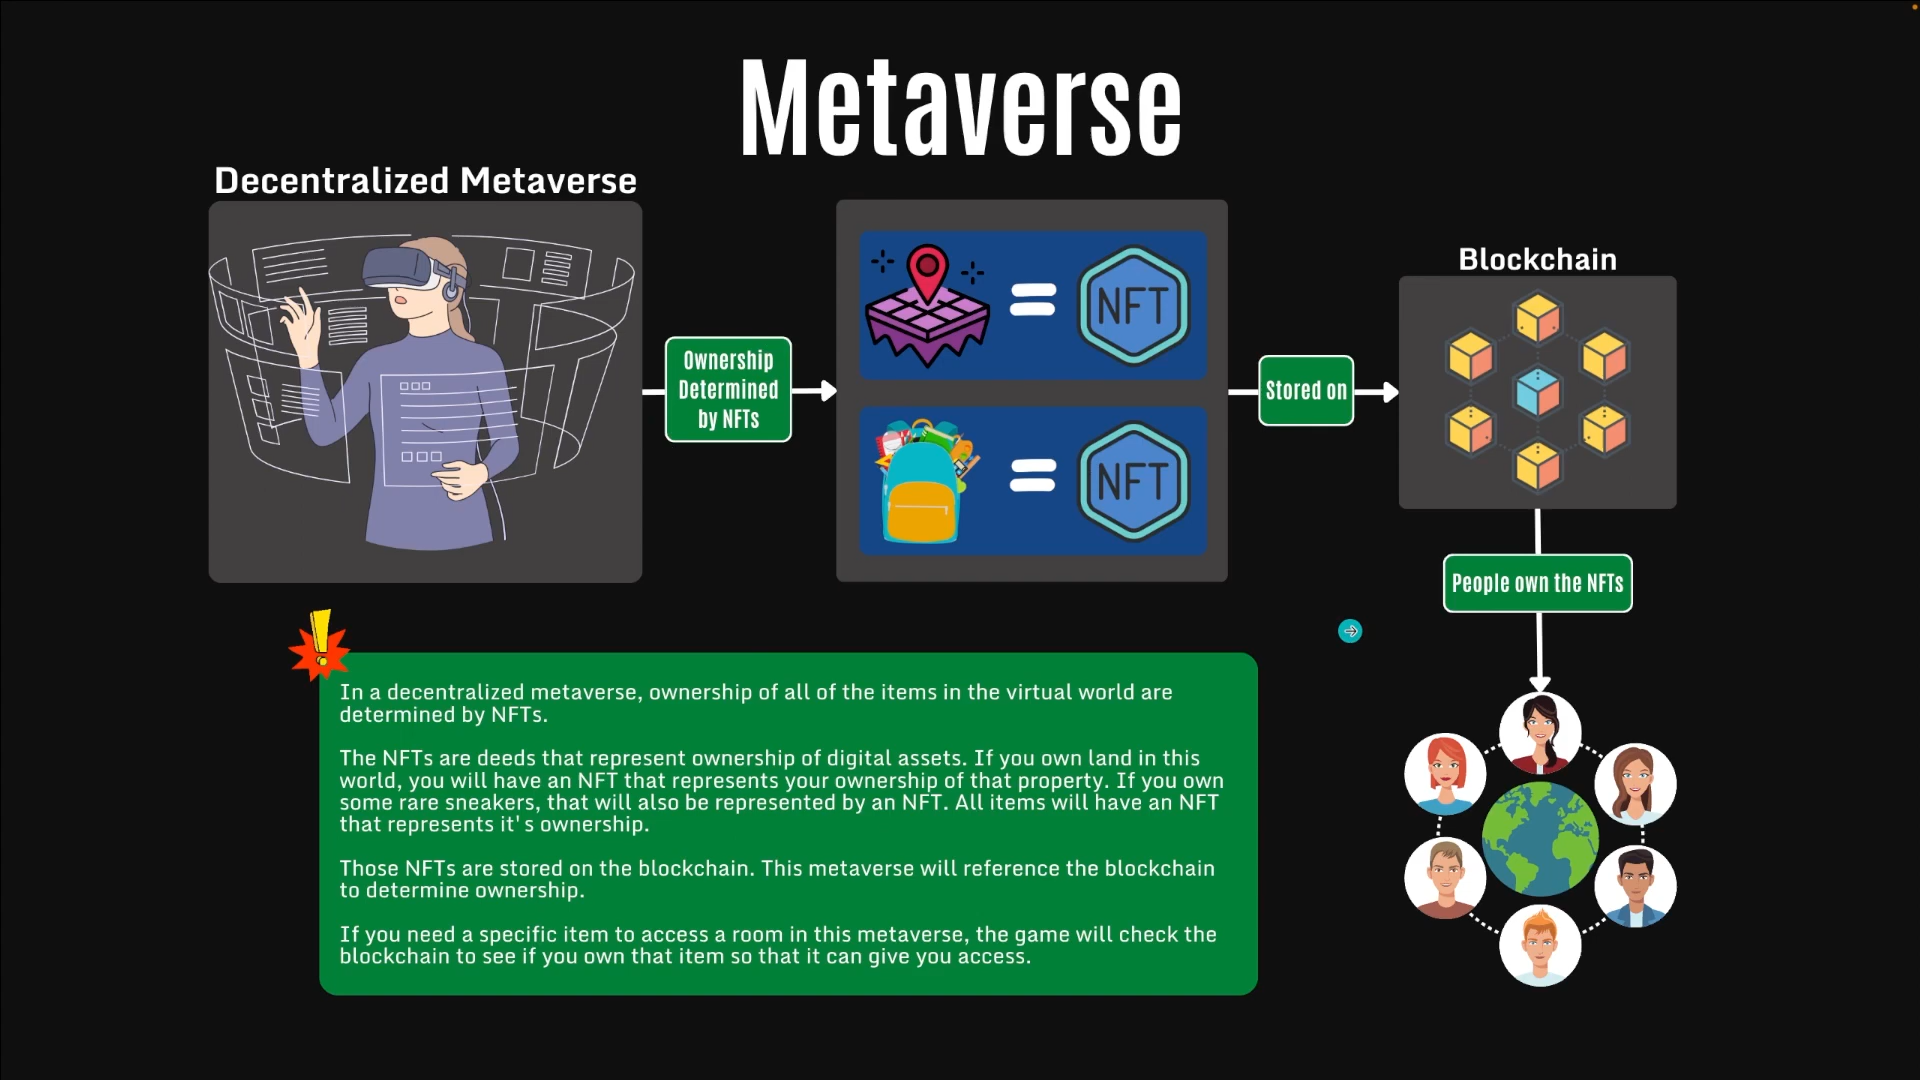 Metaverse
Decentralized Metaverse
Ownership
Determined
by NFTs
NFT
NFT
Stored on
Blockchain
People own the NFTs
In a decentralized metaverse, ownership of all of the items in the virtual world are
determined by NFTs.
The NFTs are deeds that represent ownership of digital assets. If you own land in this
world, you will have an NFT that represents your ownership of that property. If you own
some rare sneakers, that will also be represented by an NFT. All items will have an NFT
that represents it's ownership.
Those NFTs are stored on the blockchain. This metaverse will reference the blockchain
to determine ownership.
If you need a specific item to access a room in this metaverse, the game will check the
blockchain to see if you own that item so that it can give you access.